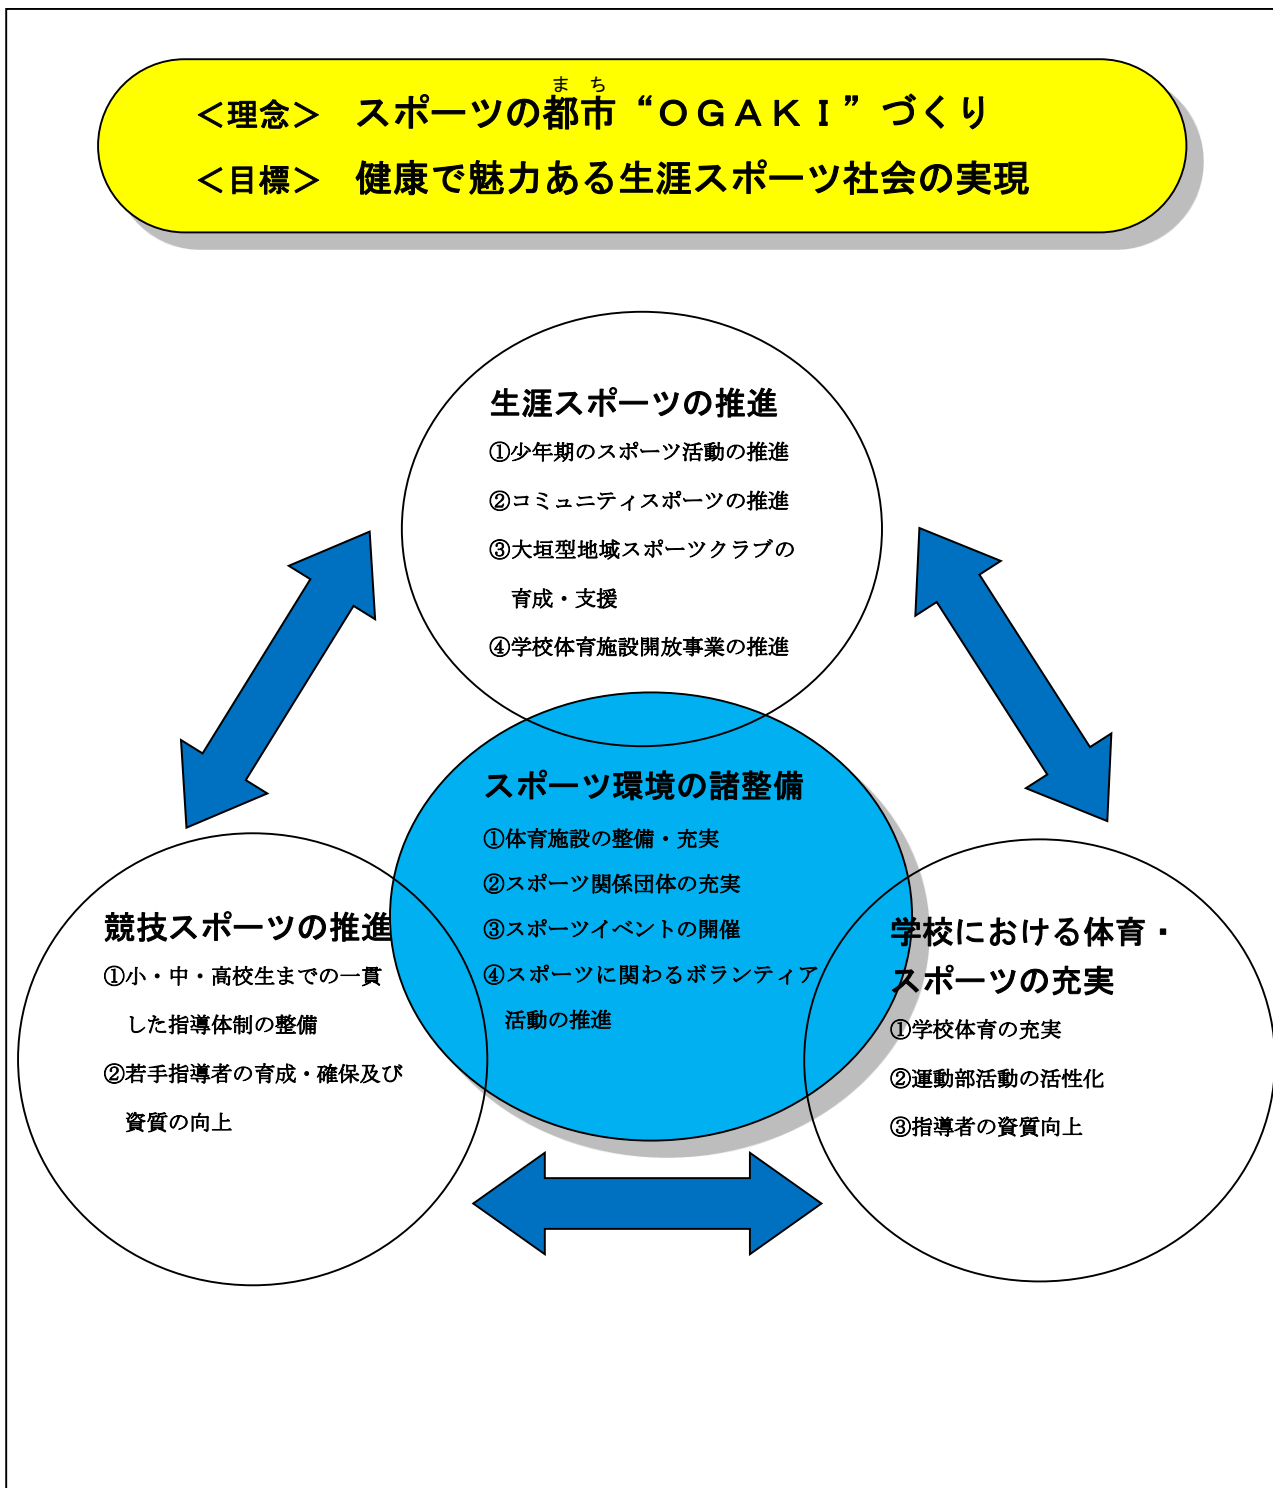 まち
＜理念＞　スポーツの都市“ＯＧＡＫＩ”づくり
＜目標＞　健康で魅力ある生涯スポーツ社会の実現
生涯スポーツの推進
①少年期のスポーツ活動の推進
②コミュニティスポーツの推進
③大垣型地域スポーツクラブの
育成・支援
④学校体育施設開放事業の推進
スポーツ環境の諸整備
①体育施設の整備・充実
②スポーツ関係団体の充実
③スポーツイベントの開催
④スポーツに関わるボランティア
活動の推進
競技スポーツの推進
①小・中・高校生までの一貫
した指導体制の整備
②若手指導者の育成・確保及び
資質の向上
学校における体育・
スポーツの充実
①学校体育の充実
②運動部活動の活性化
③指導者の資質向上